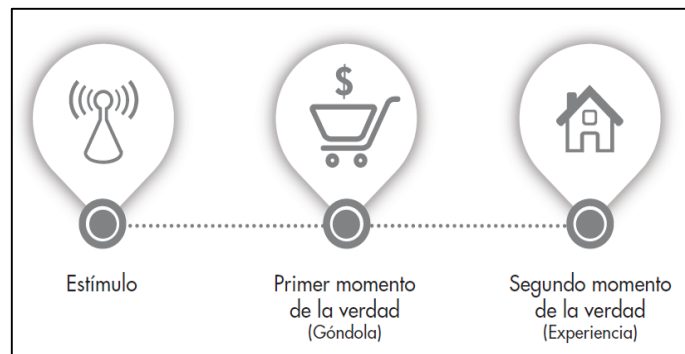 $
Estímulo
Primer momento
de la verdad
(Góndola)
Segundo momento
de la verdad
(Experiencia)